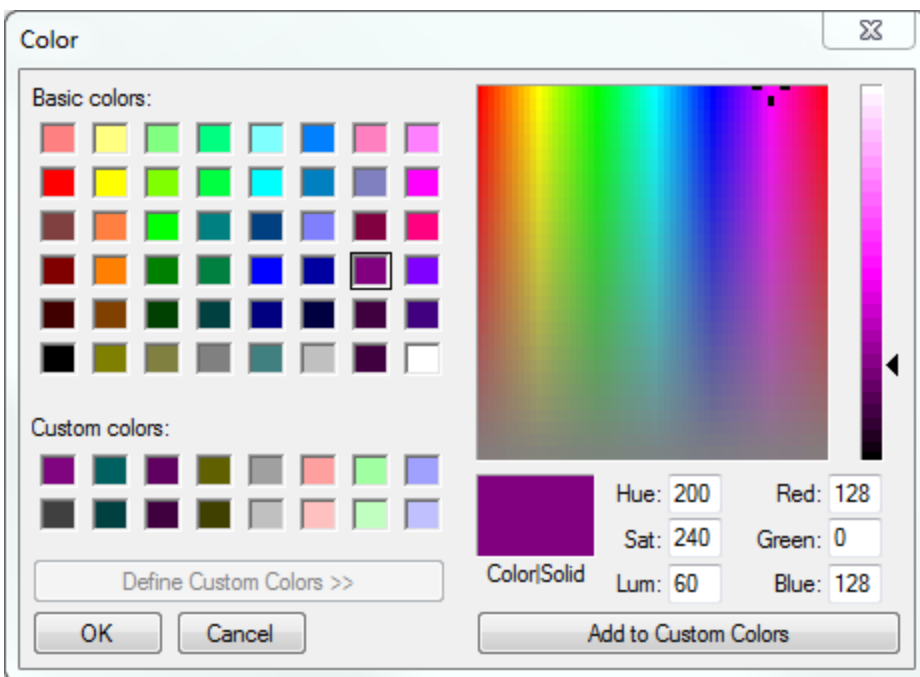 Color
Basic colors:
Custom colors:
Define Custom Colors >>
OK
Cancel
Color|Solid
Hue: 200
Sat: 240
Lum: 60
Red: 128
Green: 0
Blue: 128
Add to Custom Colors